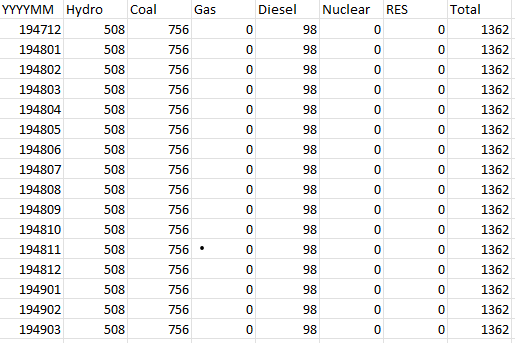 YYYYMM Hydro Coal Gas Diesel Nuclear RES Total
194712 508 756 0 98 0 0 1362
194801 508 756 0 98 0 0 1362
194802 508 756 0 98 0 0 1362
194803 508 756 0 98 0 0 1362
194804 508 756 0 98 0 0 1362
194805 508 756 0 98 0 0 1362
194806 508 756 0 98 0 0 1362
194807 508 756 0 98 0 0 1362
194808 508 756 0 98 0 0 1362
194809 508 756 0 98 0 0 1362
194810 508 756 0 98 0 0 1362
194811 508 756 • 0 98 0 0 1362
194812 508 756 0 98 0 0 1362
194901 508 756 0 98 0 0 1362
194902 508 756 0 98 0 0 1362
194903 508 756 0 98 0 0 1362